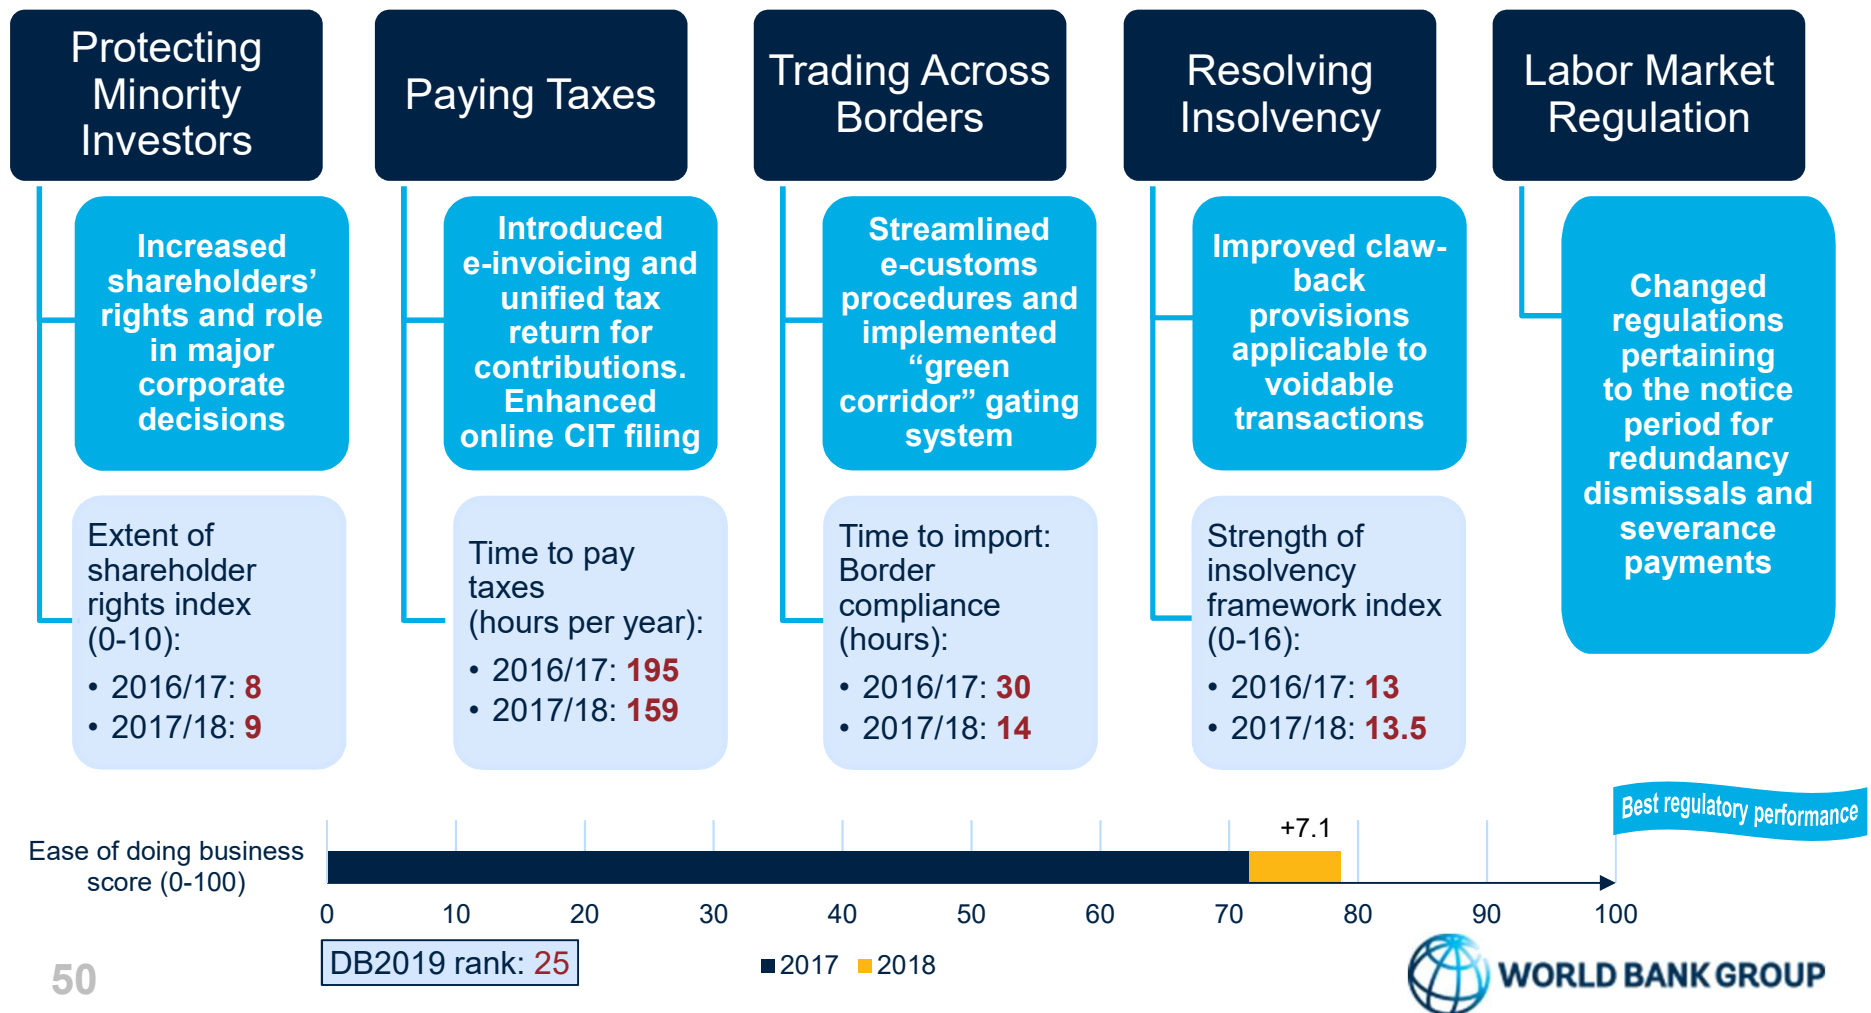 Protecting
Minority
Investors
Increased
shareholders’
rights and role
in major
corporate
decisions
Extent of
shareholder
rights index
(0-10):
• 2016/17: 8
• 2017/18: 9
Paying Taxes
Introduced
e-invoicing and
unified tax
return for
contributions.
Enhanced
online CIT filing
Time to pay
taxes
(hours per year):
• 2016/17: 195
• 2017/18: 159
Trading Across
Borders
Streamlined
e-customs
procedures and
implemented
“green
corridor” gating
system
Time to import:
Border
compliance
(hours):
• 2016/17: 30
• 2017/18: 14
Resolving
Insolvency
Improved claw-
back
provisions
applicable to
voidable
transactions
Strength of
insolvency
framework index
(0-16):
• 2016/17: 13
• 2017/18: 13.5
Labor Market
Regulation
Changed
regulations
pertaining
to the notice
period for
redundancy
dismissals and
severance
payments
Best regulatory performance
+7.1
Ease of doing business
score (0-100)
0 10 20 30 40 50 60 70 80 90 100
DB2019 rank: 25
2017 2018
50
WORLD BANK GROUP